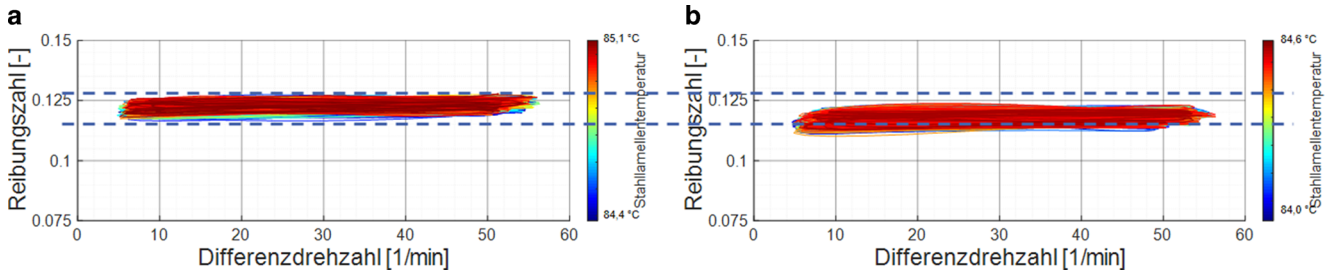 a
0.15
0.125
0.1
0.075
0 10 20 30 40 50 60
Reibungszahl [-]
Differenzdrehzahl [1/min]
85,1 °C
84,4 °C
Stahllamellentemperatur
b
0.15
0.125
0.1
0.075
0 10 20 30 40 50 60
Reibungszahl [-]
Differenzdrehzahl [1/min]
84,6 °C
84,0 °C
Stahllamellentemperatur